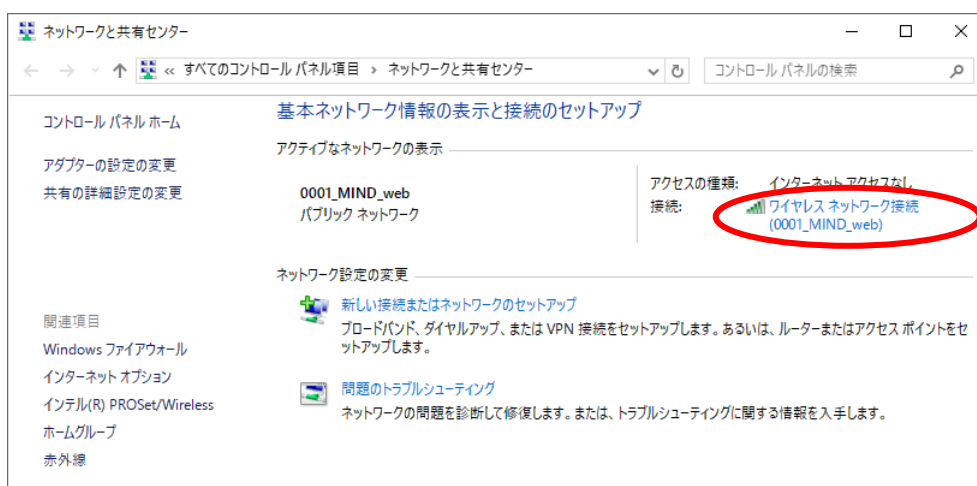 ネットワークと共有センター
« すべてのコントロール パネル項目 › ネットワークと共有センター
コントロール パネルの検索
コントロール パネル ホーム
アダプターの設定の変更
共有の詳細設定の変更
基本ネットワーク情報の表示と接続のセットアップ
アクティブなネットワークの表示
0001_MIND_web
パブリック ネットワーク
アクセスの種類: インターネット アクセスなし
接続: ワイヤレス ネットワーク接続
(0001_MIND_web)
ネットワーク設定の変更
新しい接続またはネットワークのセットアップ
ブロードバンド、ダイヤルアップ、または VPN 接続をセットアップします。あるいは、ルーターまたはアクセス ポイントをセ
ットアップします。
問題のトラブルシューティング
ネットワークの問題を診断して修復します。または、トラブルシューティングに関する情報を入手します。
関連項目
Windows ファイアウォール
インターネット オプション
インテル(R) PROSet/Wireless
ホームグループ
赤外線